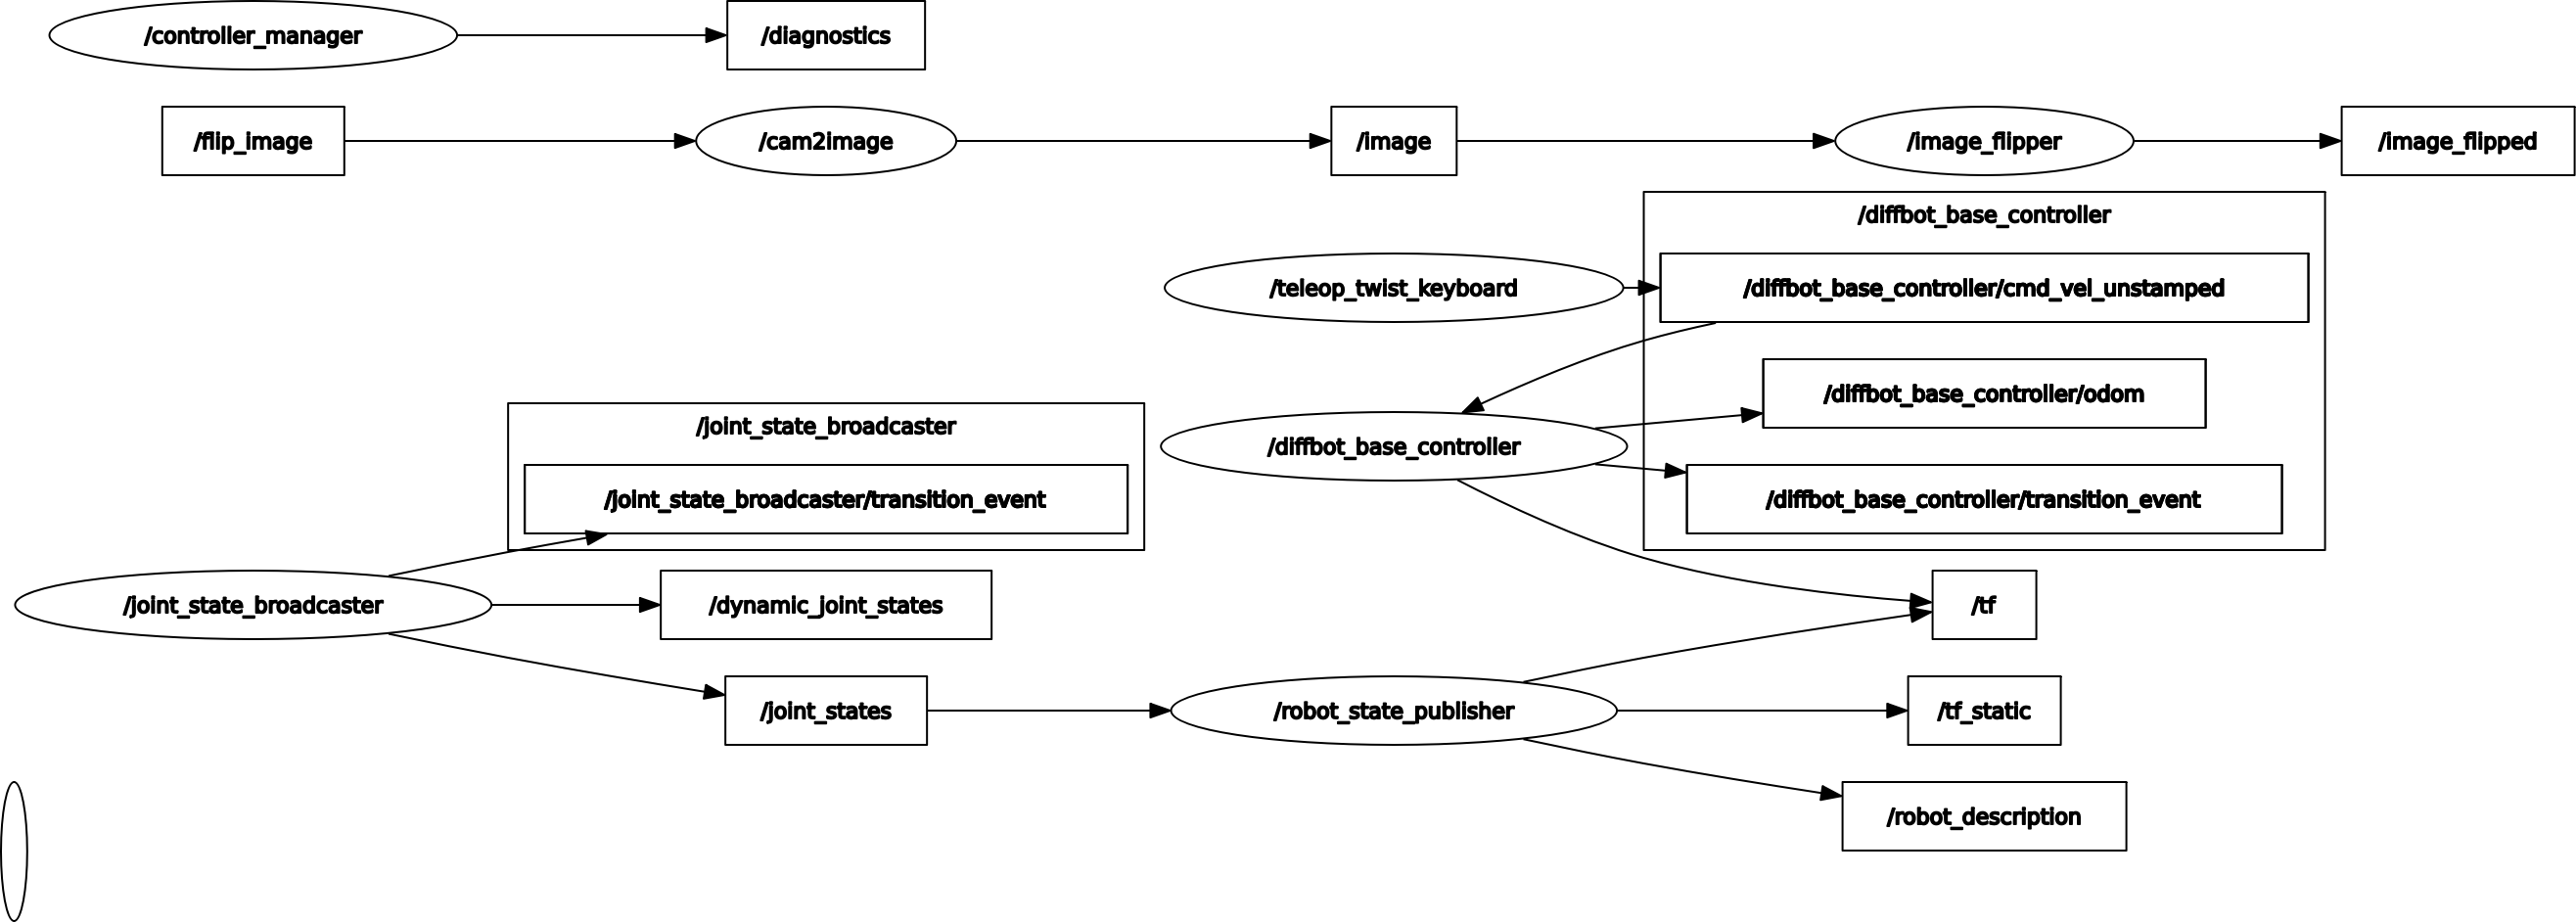 /controller_manager
/diagnostics
/flip_image
/cam2image
/image
/image_flipper
/image_flipped
/diffbot_base_controller
/teleop_twist_keyboard
/diffbot_base_controller/cmd_vel_unstamped
/diffbot_base_controller/odom
/joint_state_broadcaster
/diffbot_base_controller
/joint_state_broadcaster/transition_event
/diffbot_base_controller/transition_event
/joint_state_broadcaster
/dynamic_joint_states
/tf
/joint_states
/robot_state_publisher
/tf_static
/robot_description